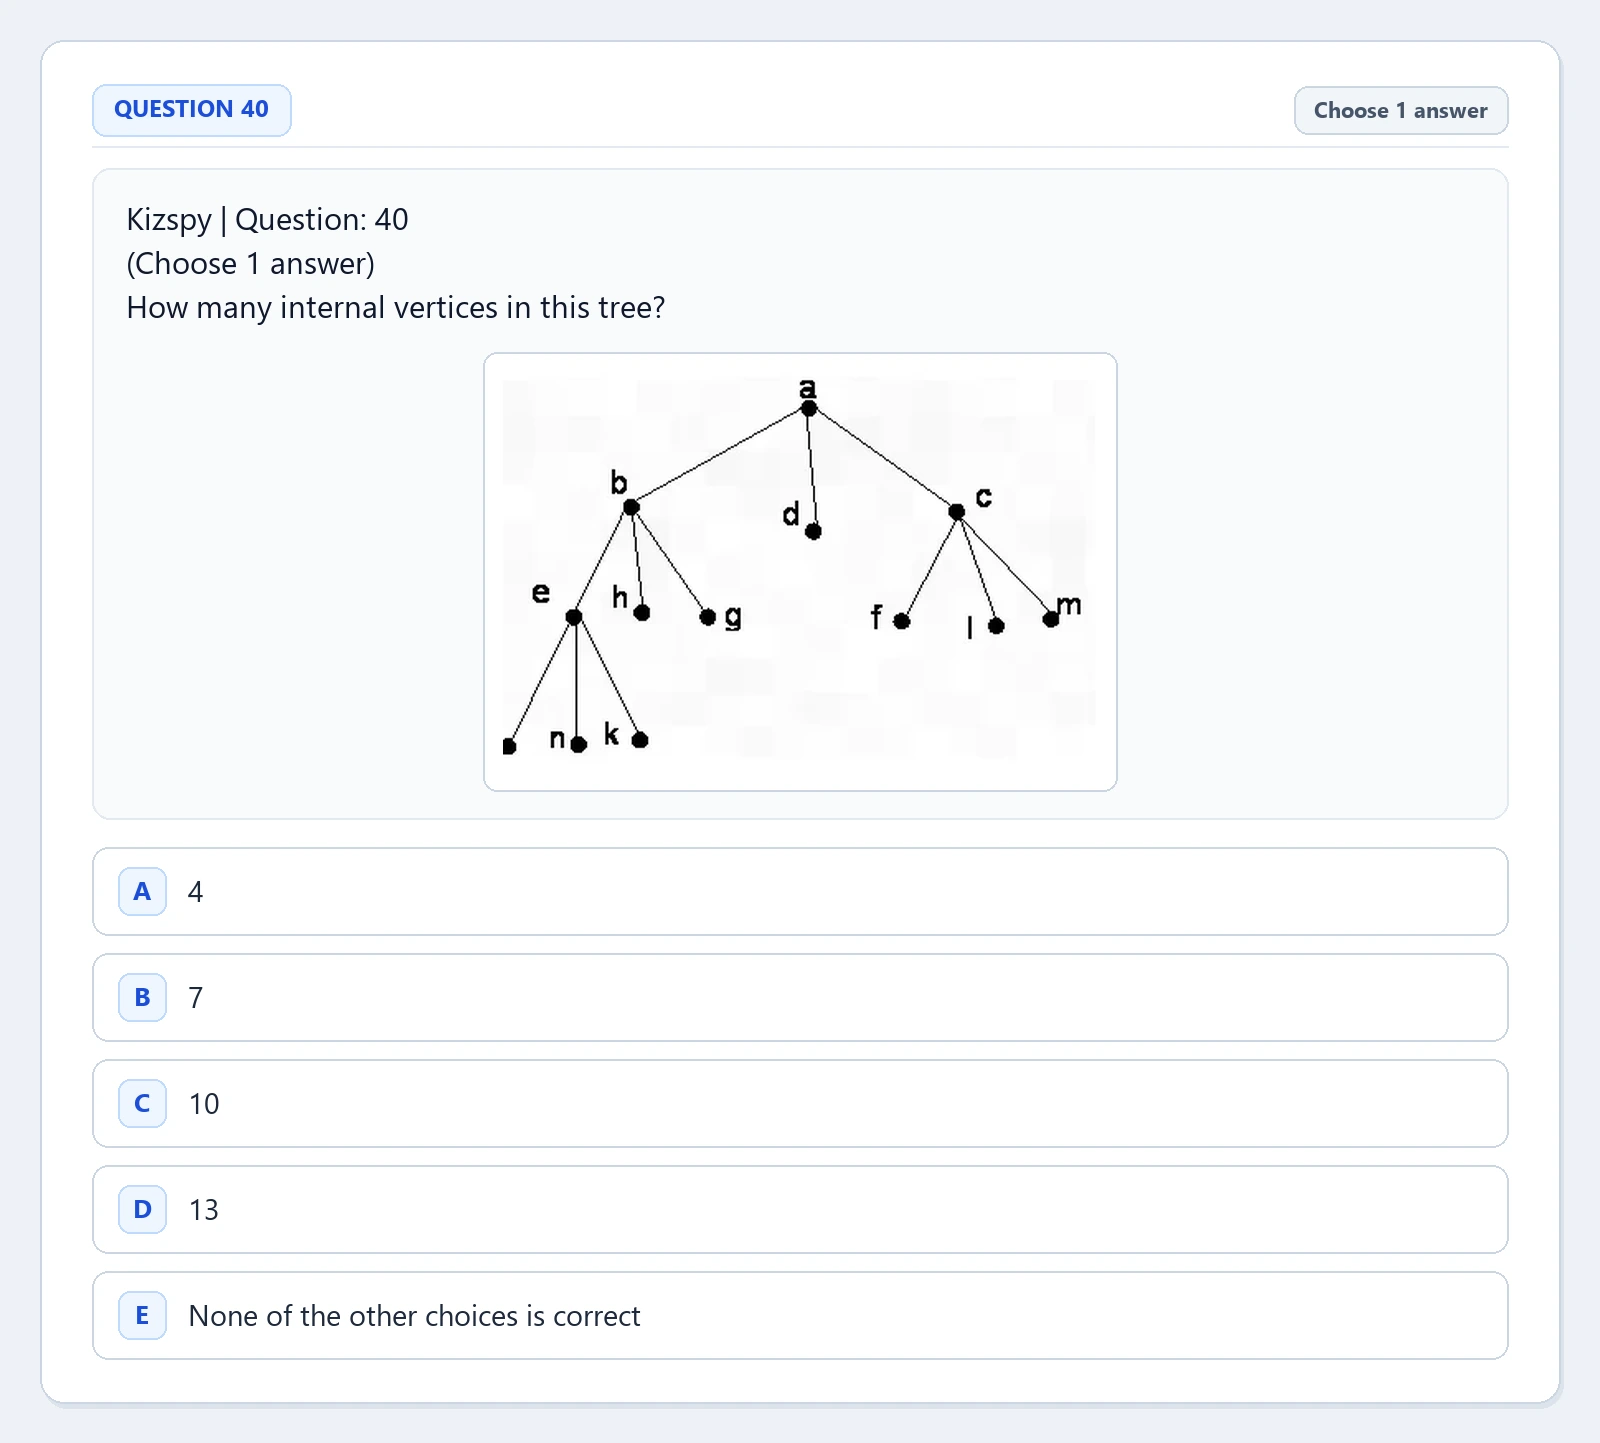 QUESTION 40
Choose 1 answer
Kizspy | Question: 40
(Choose 1 answer)
How many internal vertices in this tree?
a
b
c
d
e
h
g
f
l
m
n
k
A 4
B 7
C 10
D 13
E None of the other choices is correct